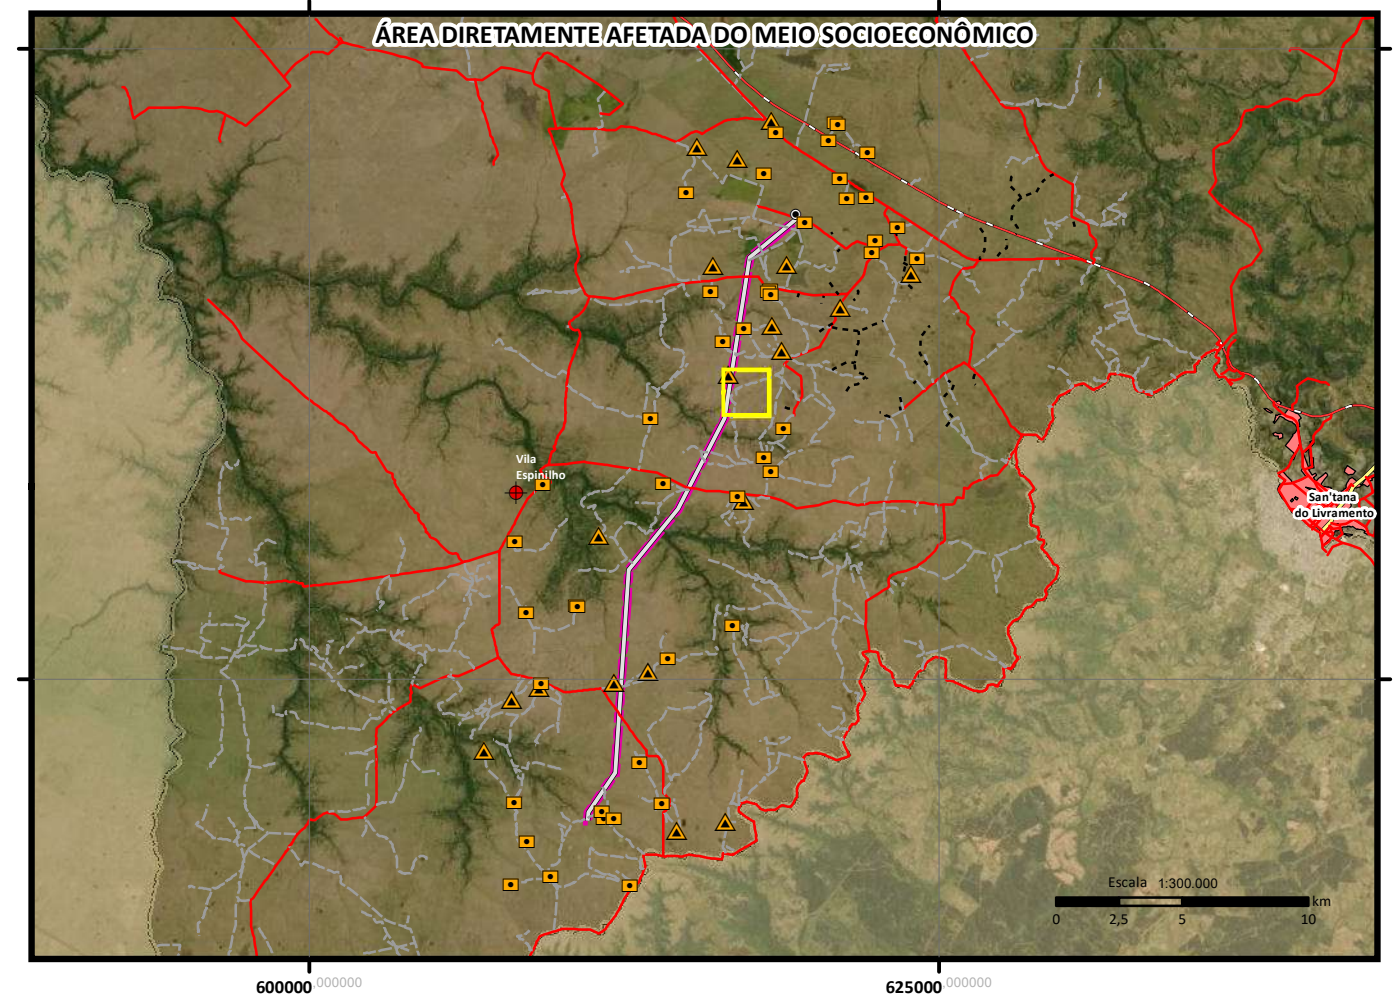 ÁREA DIRETAMENTE AFETADA DO MEIO SOCIOECONÔMICO
Vila
Espinilho
San'tana
do Livramento
Escala 1:300.000
km
0 2,5 5 10
600000,000000 625000,000000